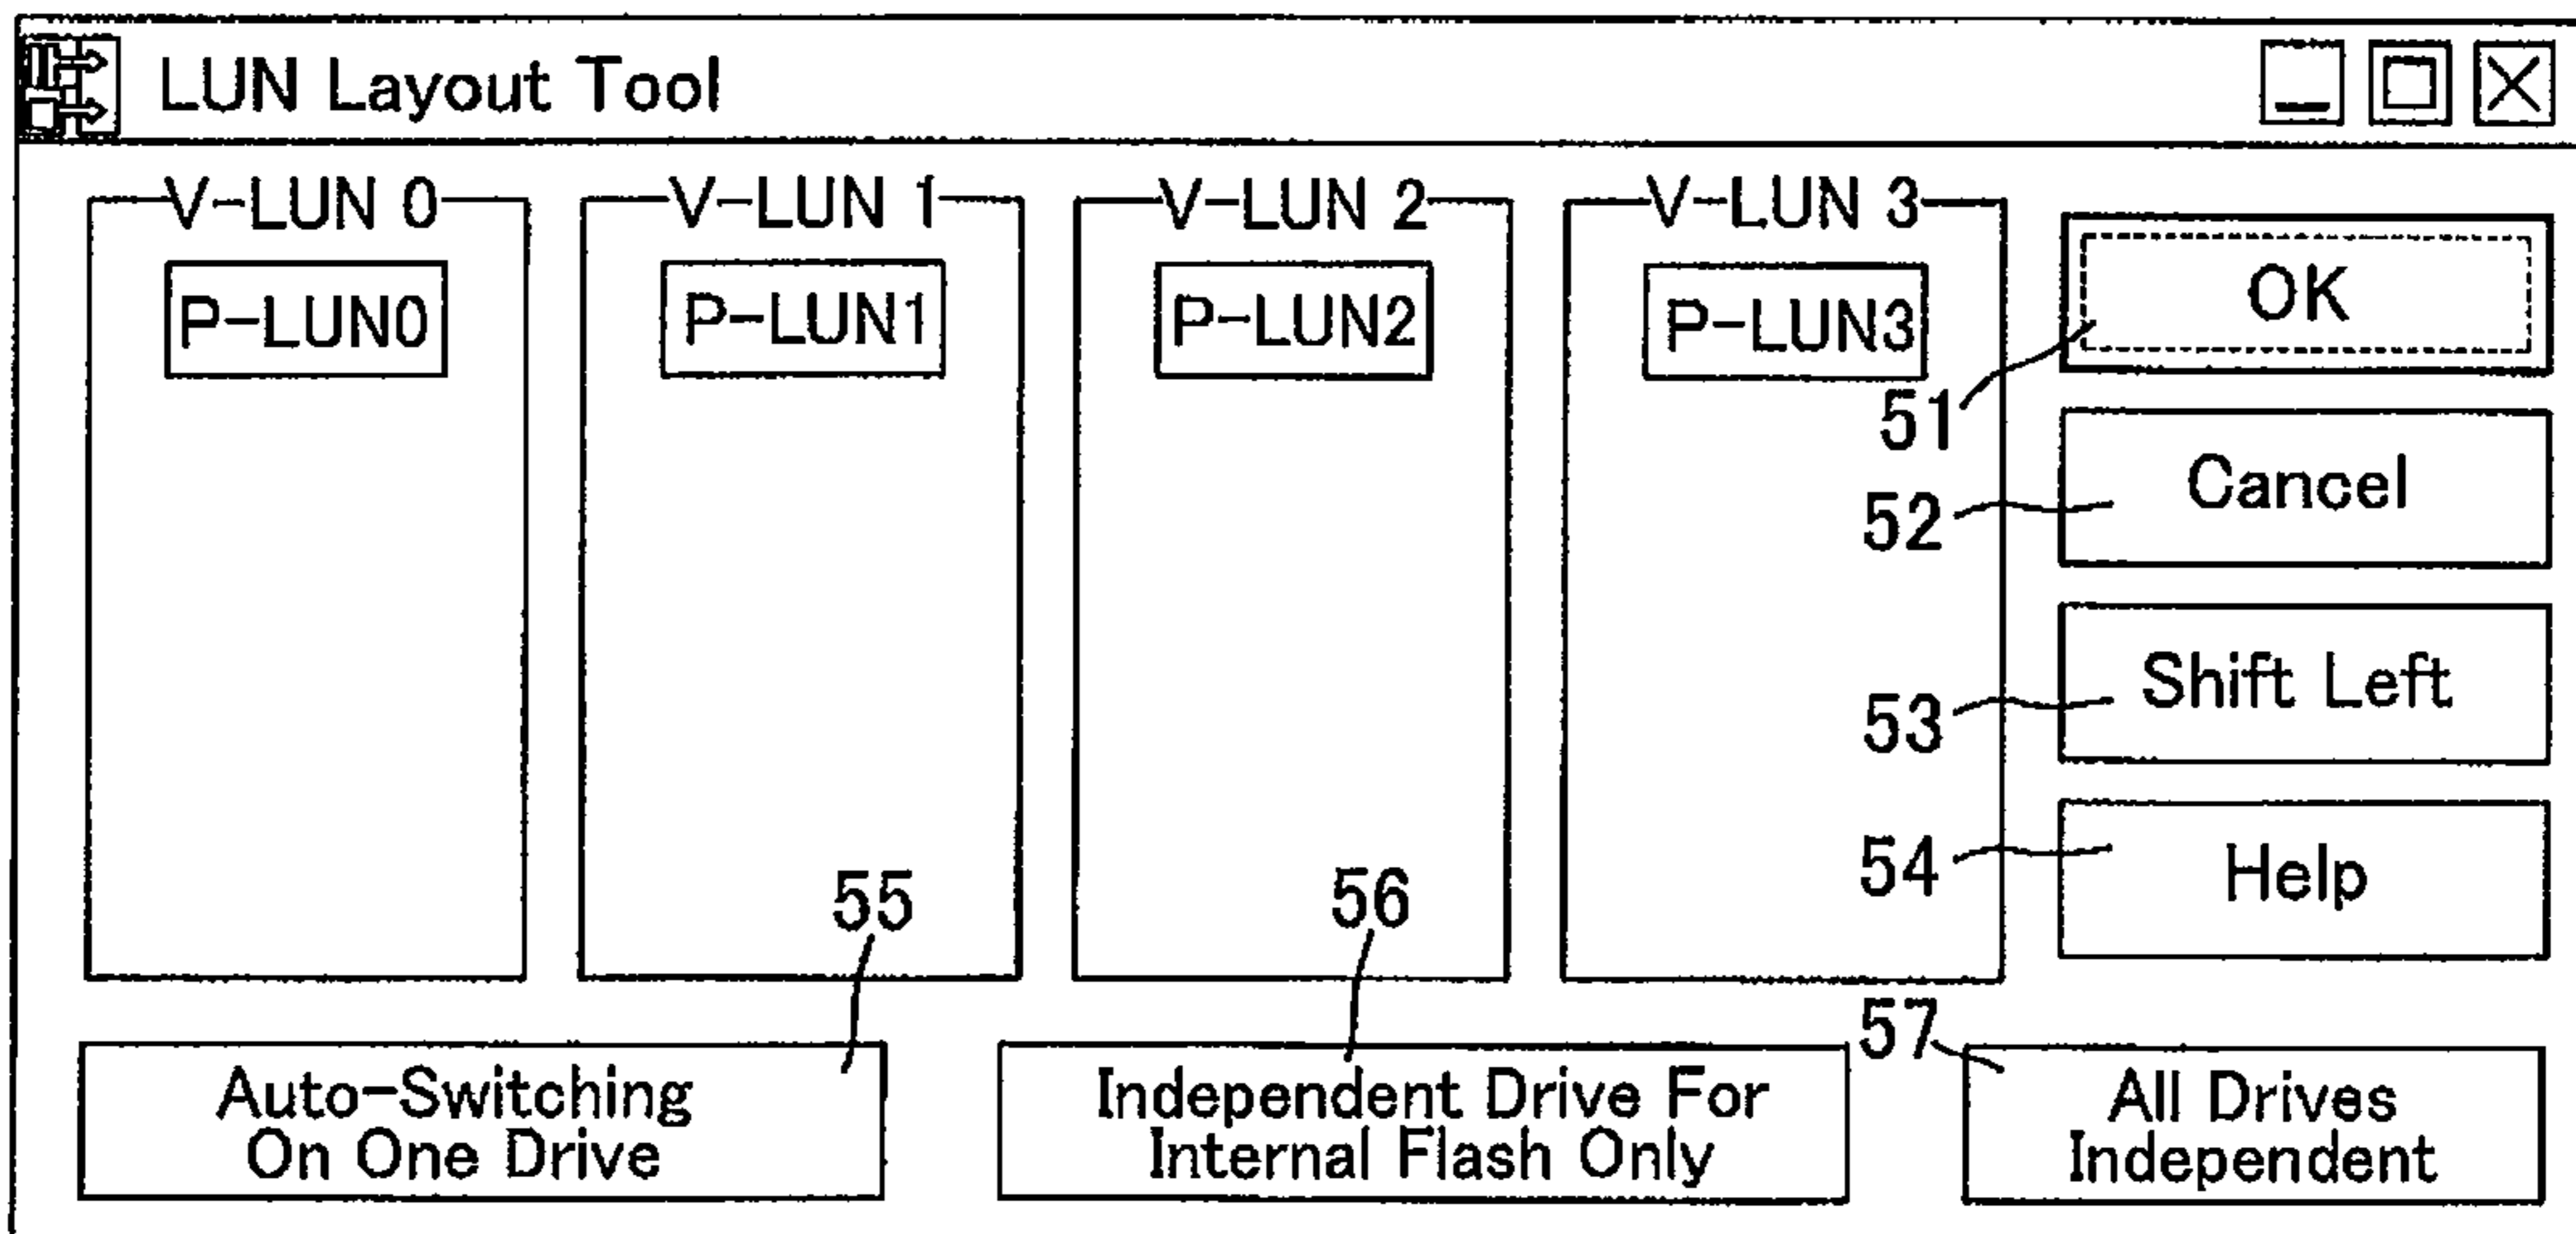 LUN Layout Tool
V-LUN 0
V-LUN 1
V-LUN 2
V-LUN 3
P-LUN0
P-LUN1
P-LUN2
P-LUN3
OK
51
Cancel
52
Shift Left
53
Help
54
55
56
57
Auto-Switching
On One Drive
Independent Drive For
Internal Flash Only
All Drives
Independent